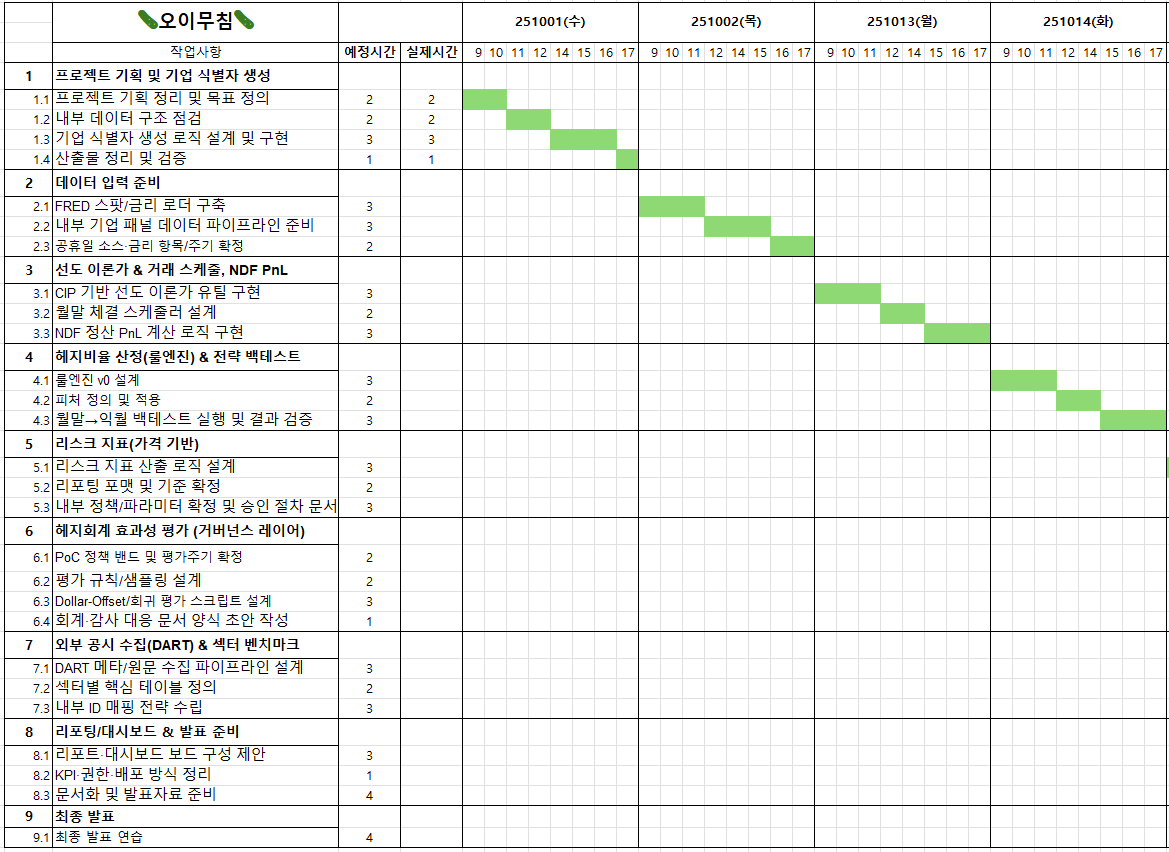 오이무침 251001(수) 251002(목) 251013(월) 251014(화)
작업사항 예정시간 실제시간 9 10 11 12 14 15 16 17 9 10 11 12 14 15 16 17 9 10 11 12 14 15 16 17 9 10 11 12 14 15 16 17
1 프로젝트 기획 및 기업 식별자 생성
1.1 프로젝트 기획 정리 및 목표 정의 2 2
1.2 내부 데이터 구조 점검 2 2
1.3 기업 식별자 생성 로직 설계 및 구현 3 3
1.4 산출물 정리 및 검증 1 1
2 데이터 입력 준비
2.1 FRED 스팟/금리 로더 구축 3
2.2 내부 기업 패널 데이터 파이프라인 준비 3
2.3 공휴일 소스·금리 항목/주기 확정 2
3 선도 이론가 & 거래 스케줄, NDF PnL
3.1 CIP 기반 선도 이론가 유틸 구현 3
3.2 월말 체결 스케줄러 설계 2
3.3 NDF 정산 PnL 계산 로직 구현 3
4 헤지비율 산정(룰엔진) & 전략 백테스트
4.1 룰엔진 v0 설계 3
4.2 피처 정의 및 적용 2
4.3 월말→익월 백테스트 실행 및 결과 검증 3
5 리스크 지표(가격 기반)
5.1 리스크 지표 산출 로직 설계 3
5.2 리포팅 포맷 및 기준 확정 2
5.3 내부 정책/파라미터 확정 및 승인 절차 문서 3
6 헤지회계 효과성 평가 (거버넌스 레이어)
6.1 PoC 정책 밴드 및 평가주기 확정 2
6.2 평가 규칙/샘플링 설계 2
6.3 Dollar-Offset/회귀 평가 스크립트 설계 3
6.4 회계·감사 대응 문서 양식 초안 작성 1
7 외부 공시 수집(DART) & 섹터 벤치마크
7.1 DART 메타/원문 수집 파이프라인 설계 3
7.2 섹터별 핵심 테이블 정의 2
7.3 내부 ID 매핑 전략 수립 3
8 리포팅/대시보드 & 발표 준비
8.1 리포트·대시보드 보드 구성 제안 3
8.2 KPI·권한·배포 방식 정리 1
8.3 문서화 및 발표자료 준비 4
9 최종 발표
9.1 최종 발표 연습 4